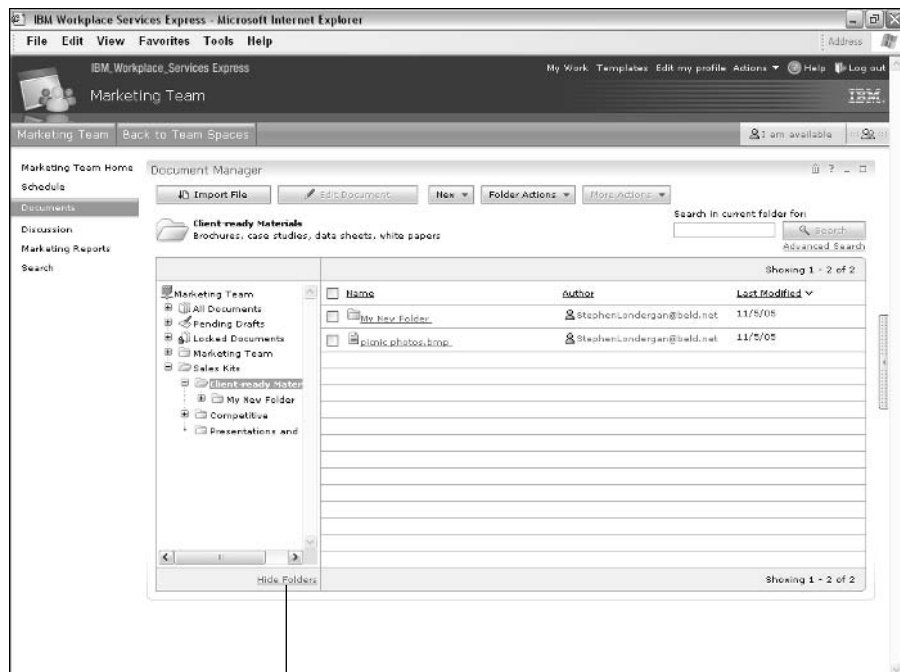 IBM Workplace Services Express - Microsoft Internet Explorer
File Edit View Favorites Tools Help
Address
IBM Workplace Services Express
My Work Templates Edit my profile Actions Help Log out
Marketing Team
IBM.
Marketing Team Back to Team Spaces
I am available
Marketing Team Home
Schedule
Documents
Discussion
Marketing Reports
Search
Document Manager
Import File Edit Document New Folder Actions More Actions
Client-ready Materials
Brochures, case studies, data sheets, white papers
Search in current folder for:
Search
Advanced Search
Showing 1 - 2 of 2
Marketing Team
All Documents
Pending Drafts
Locked Documents
Marketing Team
Sales Kits
Client-ready Mater
My New Folder
Competitive
Presentations and
Name Author Last Modified
My New Folder StephenLondergan@beld.net 11/5/05
picnic photos.bmp StephenLondergan@beld.net 11/5/05
Hide Folders
Showing 1 - 2 of 2